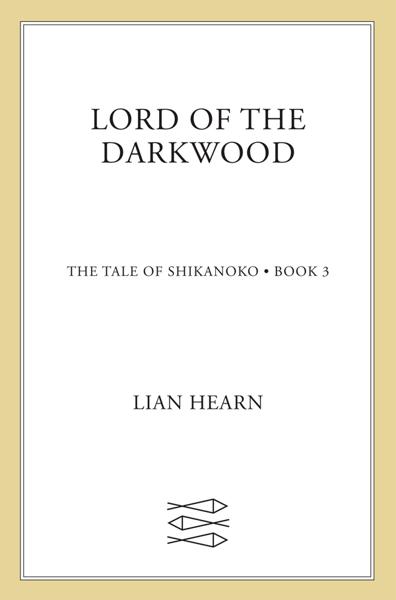 LORD OF THE
DARKWOOD
THE TALE OF SHIKANOKO • BOOK 3
LIAN HEARN